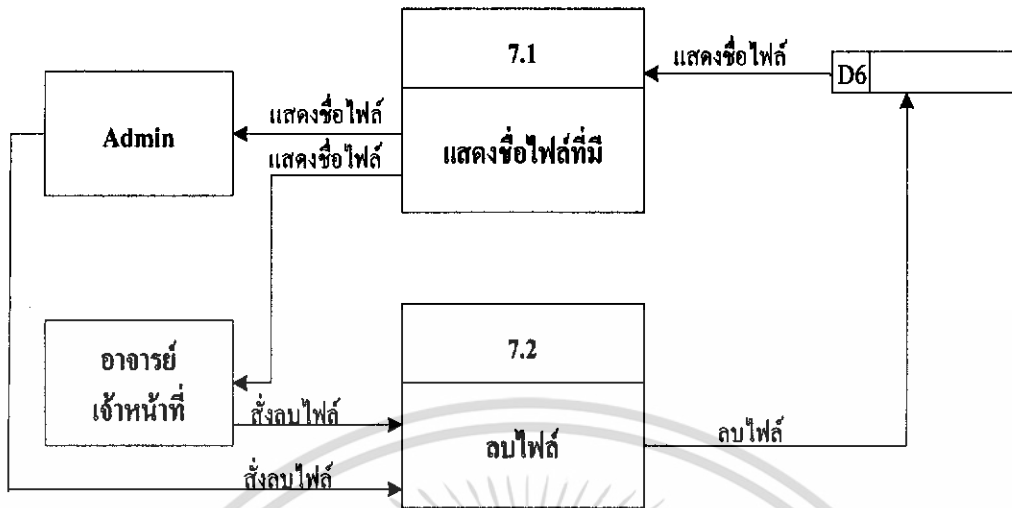 7.1
แสดงชื่อไฟล์
D6
แสดงชื่อไฟล์
Admin
แสดงชื่อไฟล์ที่มี
แสดงชื่อไฟล์
7.2
อาจารย์
เจ้าหน้าที่
สั่งลบไฟล์
ลบไฟล์
ลบไฟล์
สั่งลบไฟล์